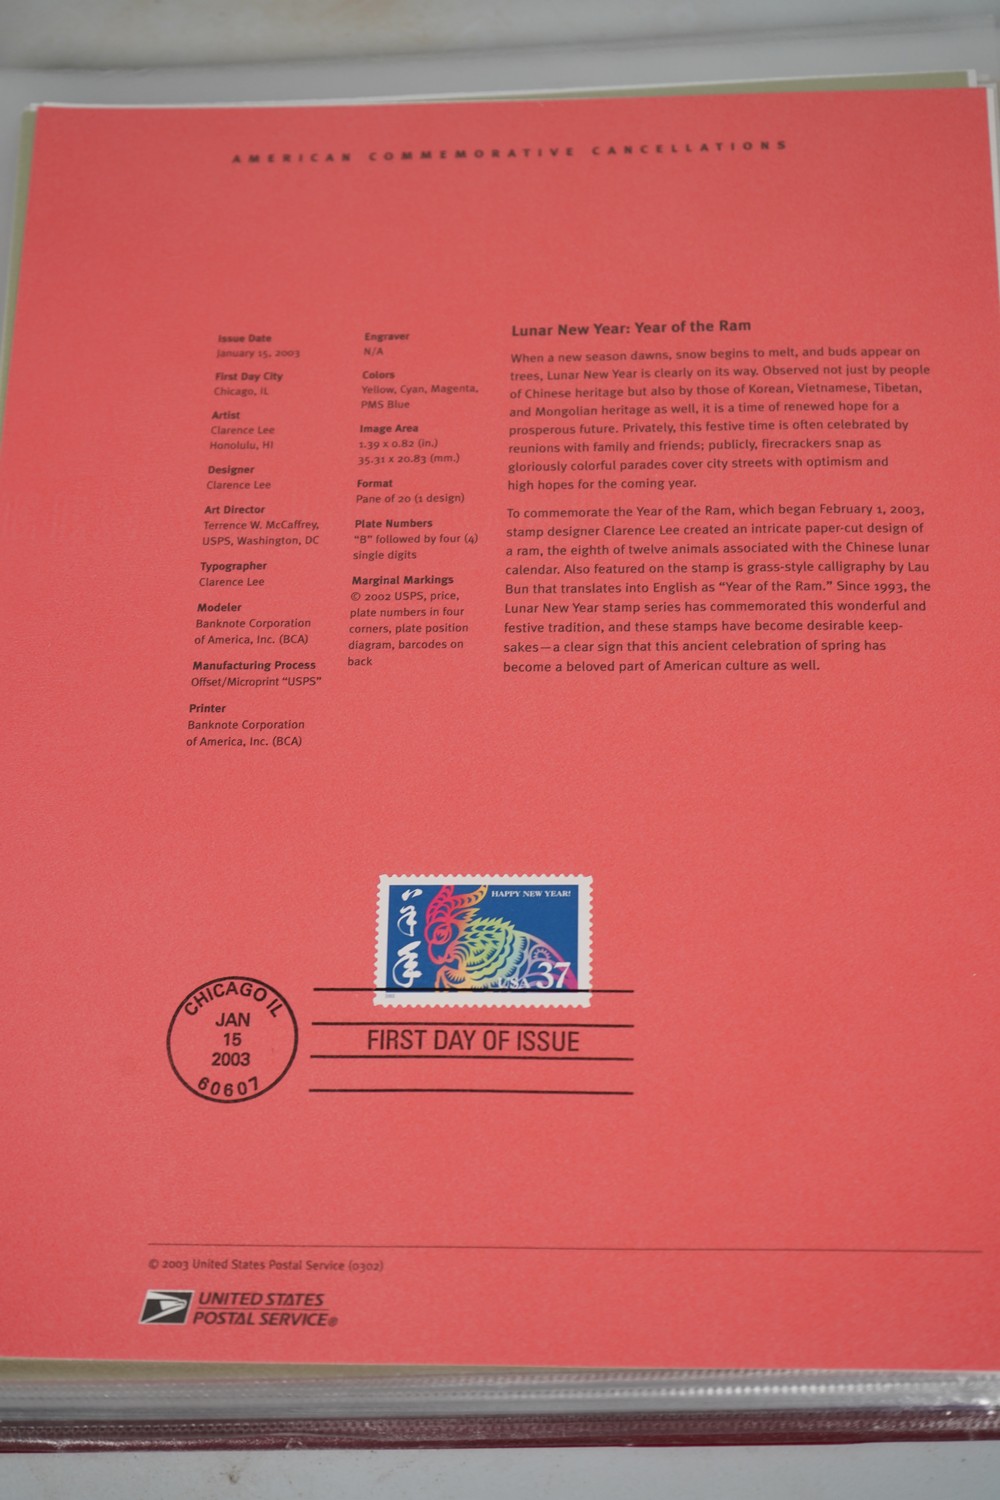 AMERICAN COMMEMORATIVE CANCELLATIONS
Issue Date
January 15, 2003
First Day City
Chicago, IL
Artist
Clarence Lee
Honolulu, HI
Designer
Clarence Lee
Art Director
Terrence W. McCaffrey,
USPS, Washington, DC
Typographer
Clarence Lee
Modeler
Banknote Corporation
of America, Inc. (BCA)
Manufacturing Process
Offset/Microprint “USPS”
Printer
Banknote Corporation
of America, Inc. (BCA)
Engraver
N/A
Colors
Yellow, Cyan, Magenta,
PMS Blue
Image Area
1.39 x 0.82 (in.)
35.31 x 20.83 (mm.)
Format
Pane of 20 (1 design)
Plate Numbers
“B” followed by four (4)
single digits
Marginal Markings
© 2002 USPS, price,
plate numbers in four
corners, plate position
diagram, barcodes on
back
Lunar New Year: Year of the Ram
When a new season dawns, snow begins to melt, and buds appear on
trees, Lunar New Year is clearly on its way. Observed not just by people
of Chinese heritage but also by those of Korean, Vietnamese, Tibetan,
and Mongolian heritage as well, it is a time of renewed hope for a
prosperous future. Privately, this festive time is often celebrated by
reunions with family and friends; publicly, firecrackers snap as
gloriously colorful parades cover city streets with optimism and
high hopes for the coming year.
To commemorate the Year of the Ram, which began February 1, 2003,
stamp designer Clarence Lee created an intricate paper-cut design of
a ram, the eighth of twelve animals associated with the Chinese lunar
calendar. Also featured on the stamp is grass-style calligraphy by Lau
Bun that translates into English as “Year of the Ram.” Since 1993, the
Lunar New Year stamp series has commemorated this wonderful and
festive tradition, and these stamps have become desirable keep-
sakes—a clear sign that this ancient celebration of spring has
become a beloved part of American culture as well.
HAPPY NEW YEAR!
羊年
USA 37
CHICAGO IL
JAN
15
2003
60607
FIRST DAY OF ISSUE
© 2003 United States Postal Service (0302)
UNITED STATES
POSTAL SERVICE®